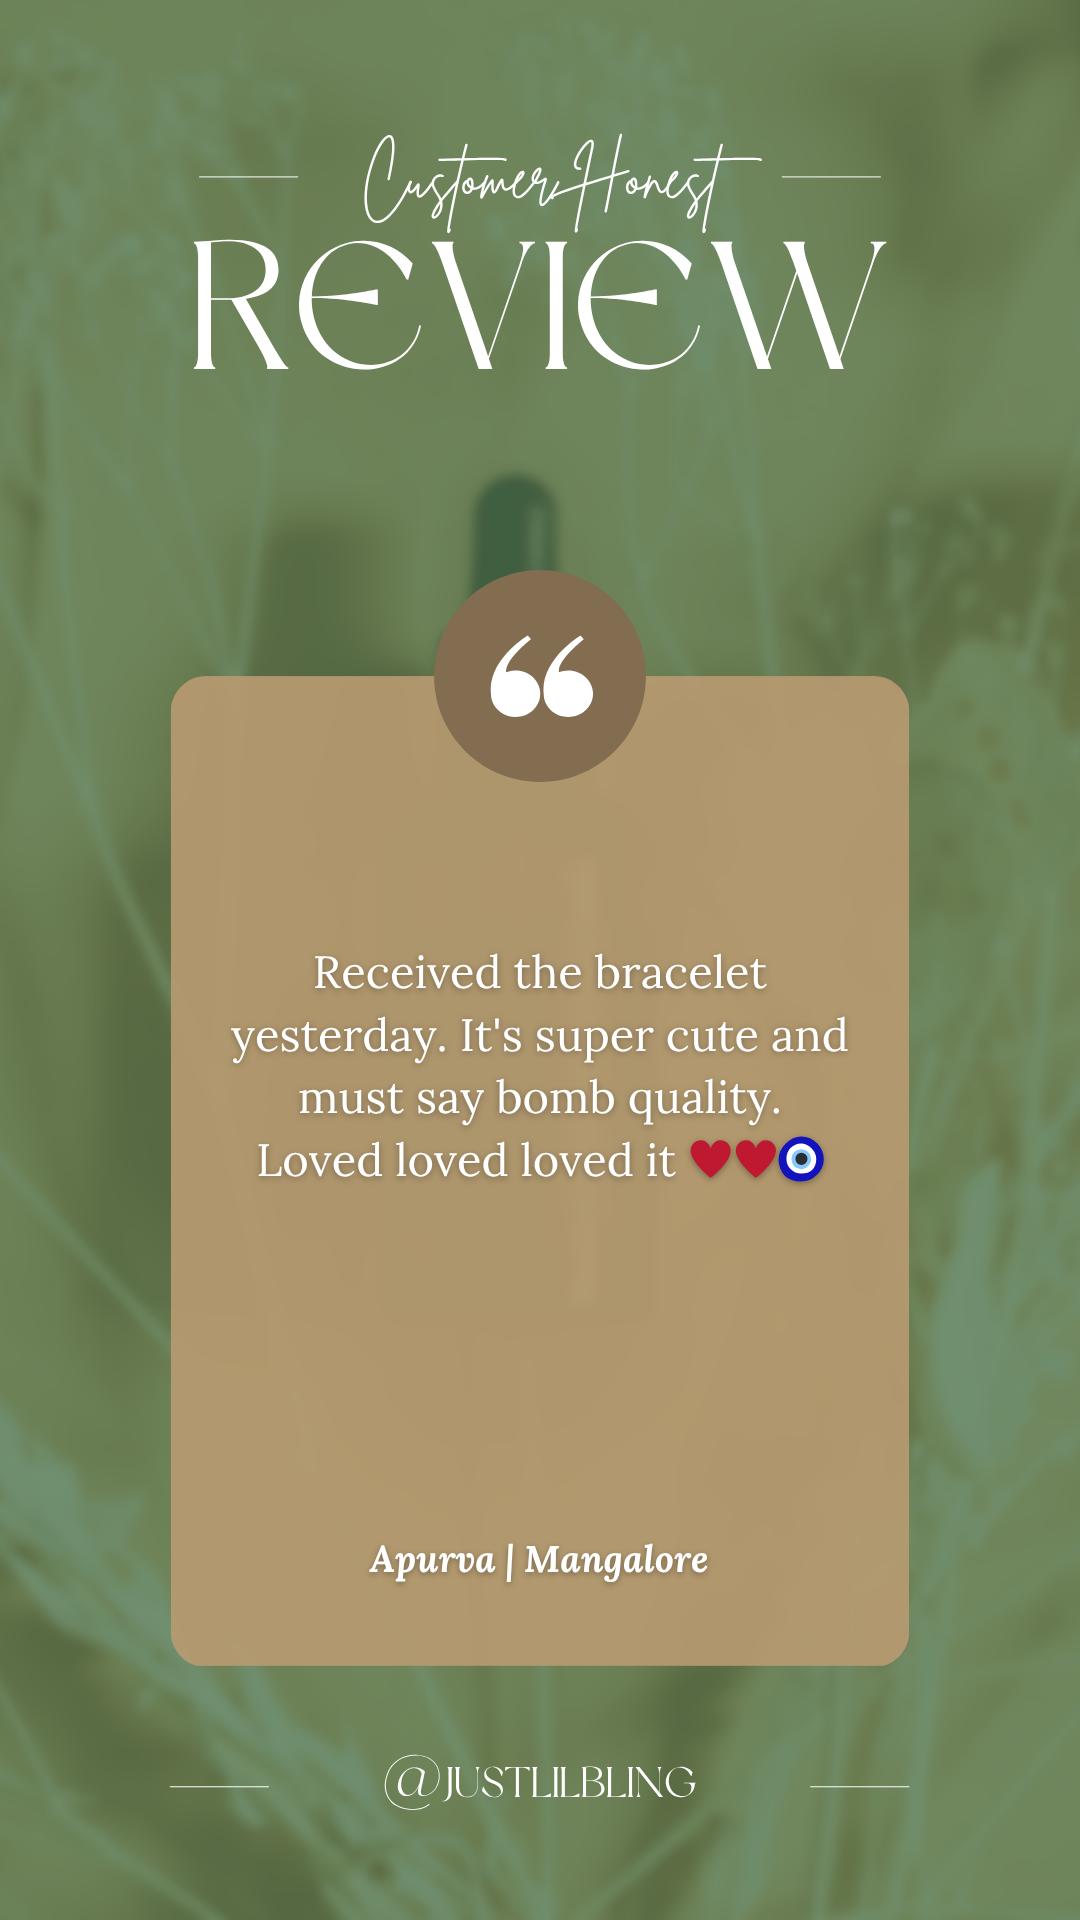 Customer Honest
REVIEW
“
Received the bracelet
yesterday. It's super cute and
must say bomb quality.
Loved loved loved it ❤️❤️🧿
Apurva | Mangalore
@JUSTLILBLING